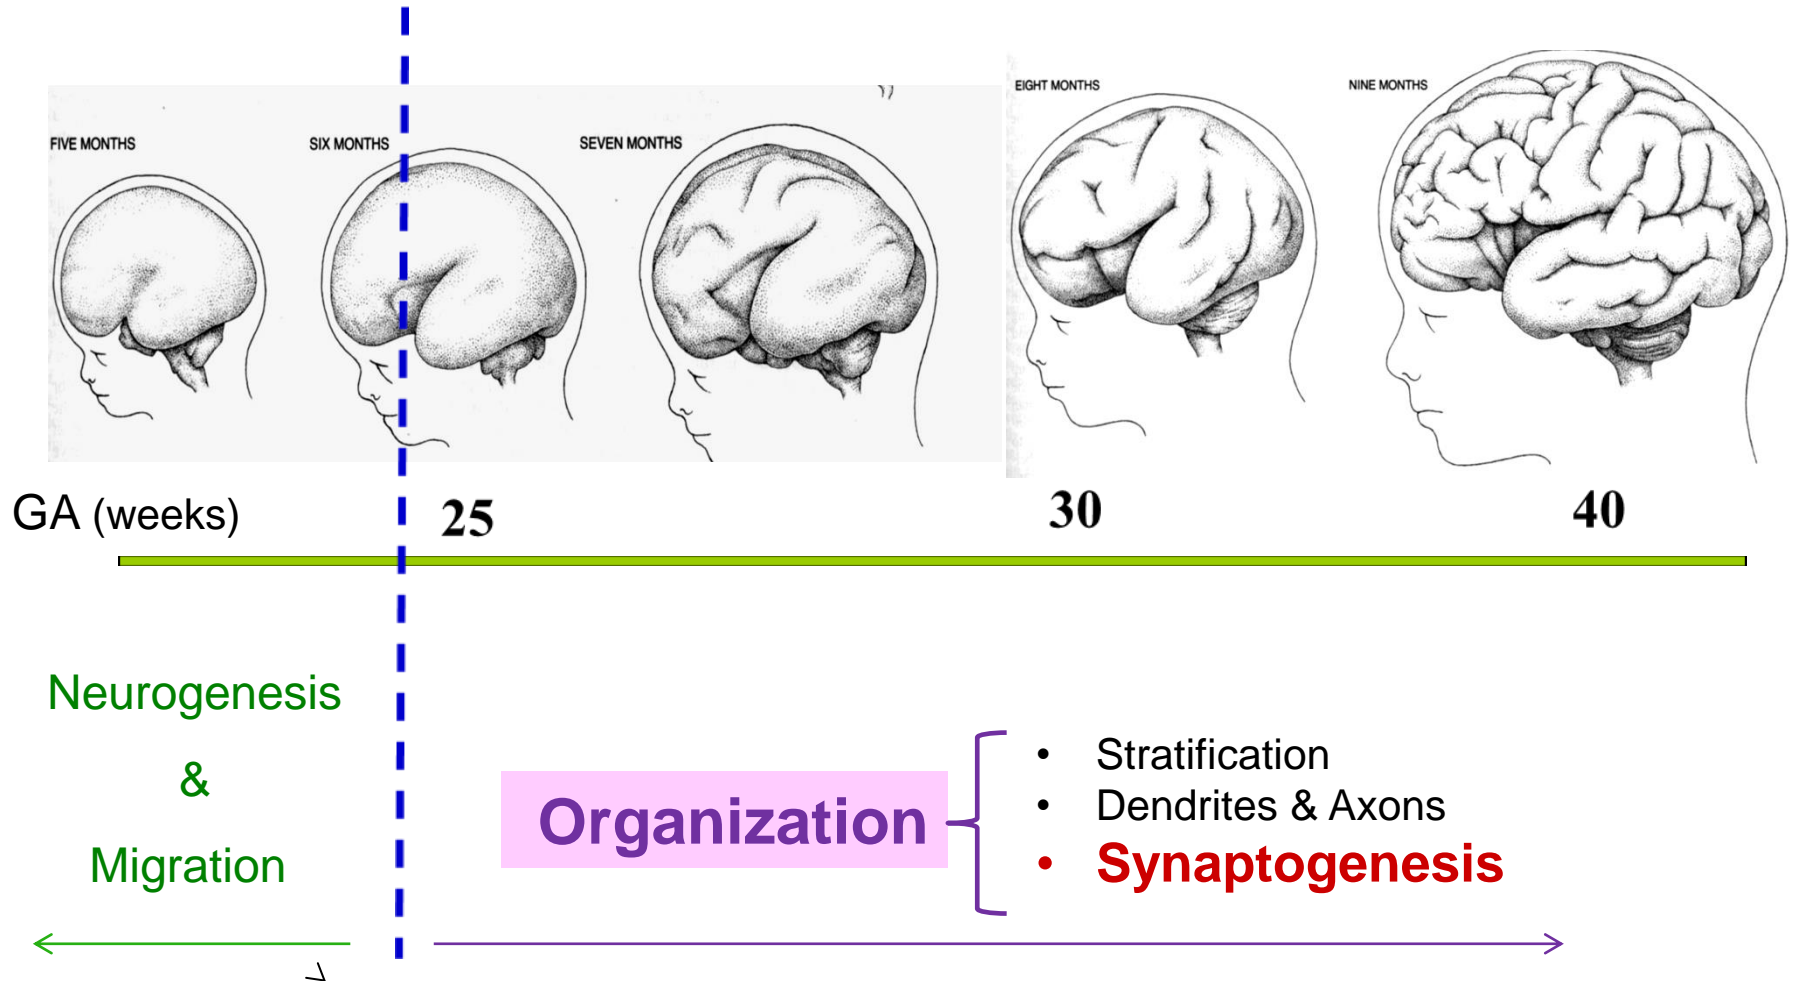 FIVE MONTHS
SIX MONTHS
SEVEN MONTHS
EIGHT MONTHS
NINE MONTHS
GA (weeks)
25
30
40
Neurogenesis
&
Migration
Organization
• Stratification
• Dendrites & Axons
• Synaptogenesis